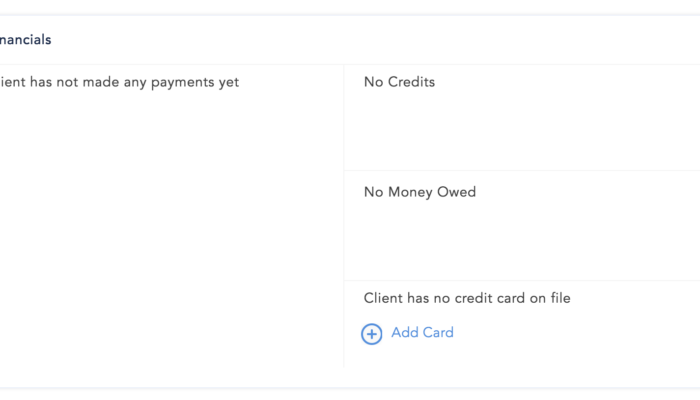 nancials
ient has not made any payments yet
No Credits
No Money Owed
Client has no credit card on file
Add Card